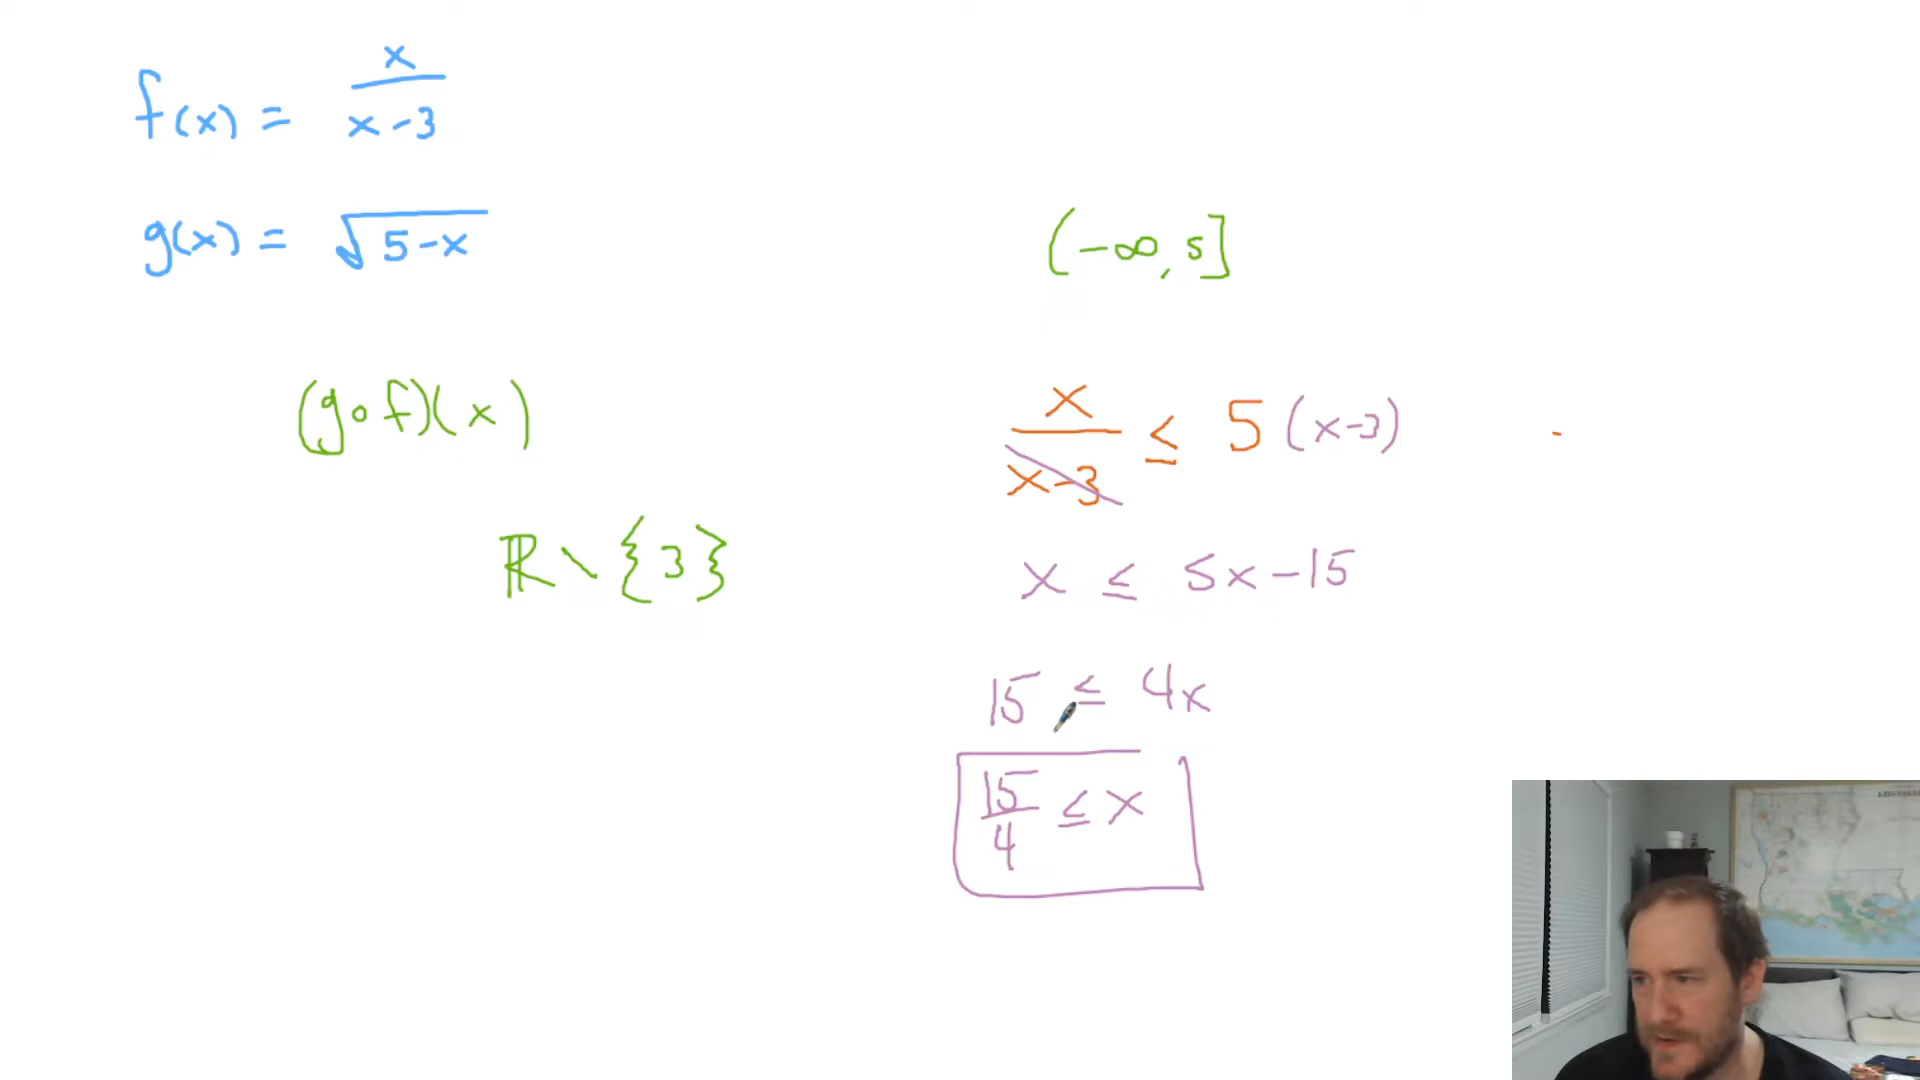 f(x) = x/(x-3)
g(x) = √(5-x)
(-∞, 5]
(g∘f)(x)
x/(x-3) ≤ 5 (x-3)
ℝ \ {3}
x ≤ 5x - 15
15 ≤ 4x
15/4 ≤ x